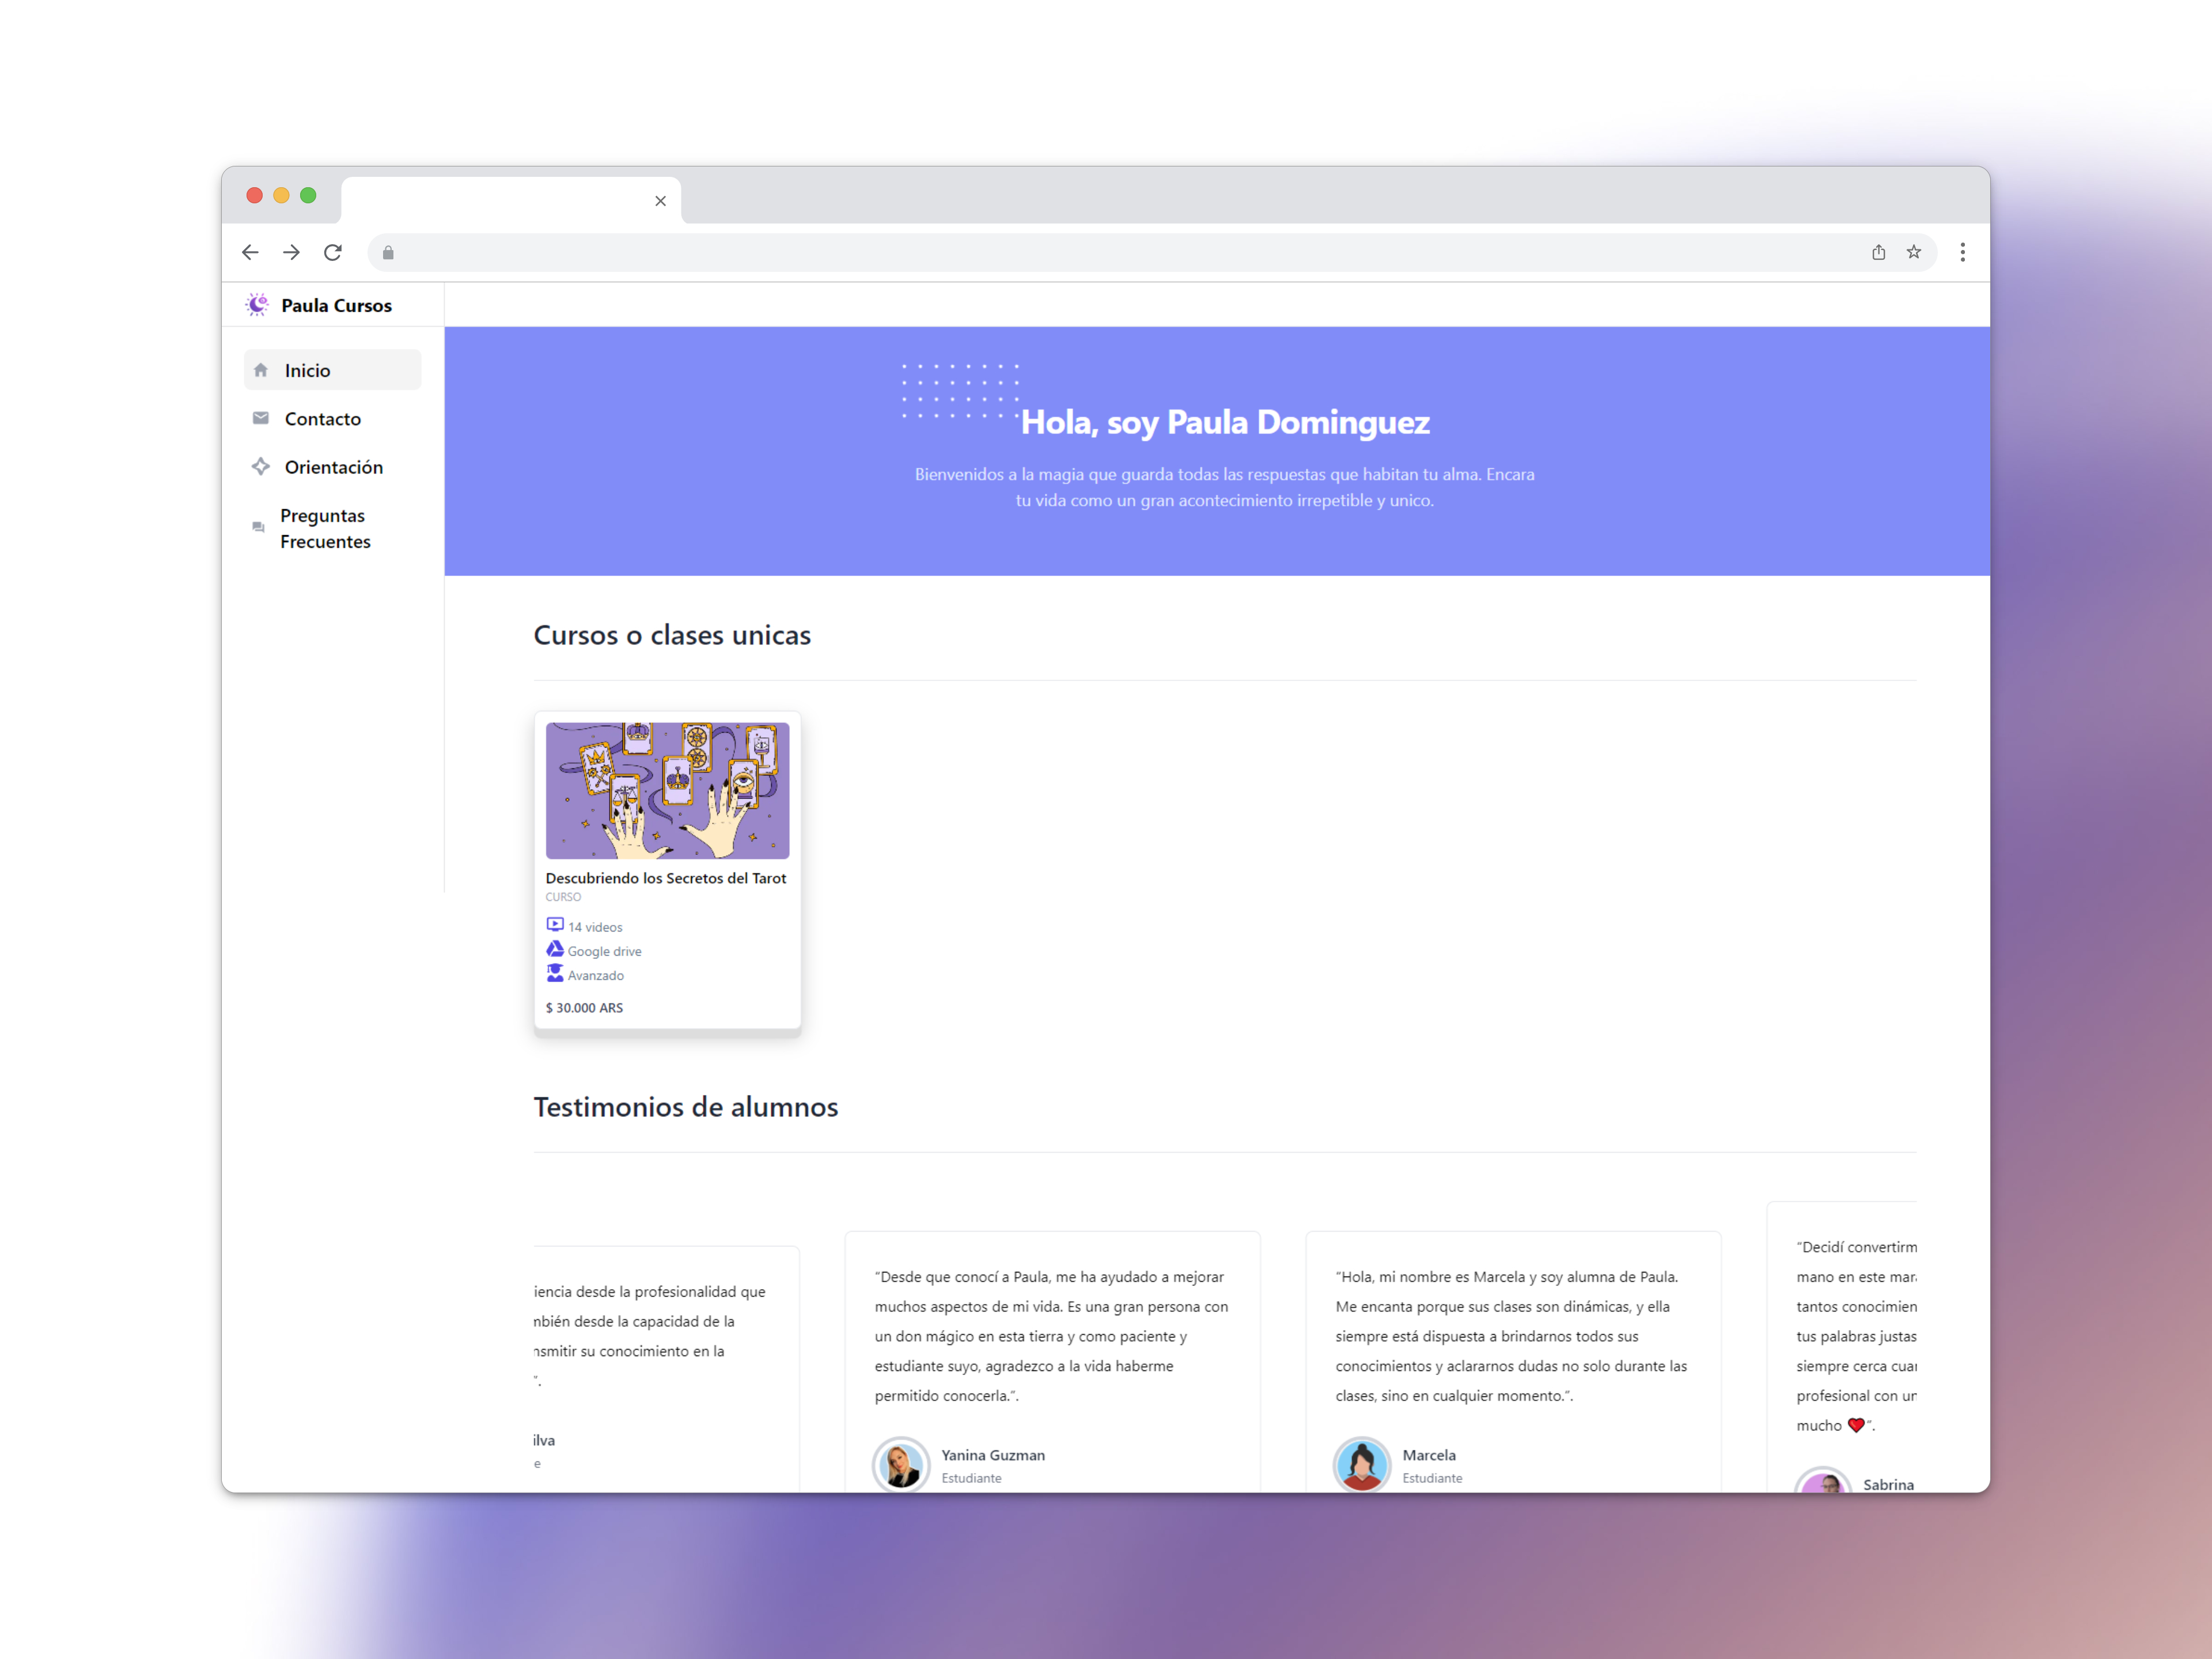 Paula Cursos
Inicio
Contacto
Orientación
Preguntas
Frecuentes
Hola, soy Paula Dominguez
Bienvenidos a la magia que guarda todas las respuestas que habitan tu alma. Encara
tu vida como un gran acontecimiento irrepetible y unico.
Cursos o clases unicas
Descubriendo los Secretos del Tarot
CURSO
14 videos
Google drive
Avanzado
$ 30.000 ARS
Testimonios de alumnos
iencia desde la profesionalidad que
mbién desde la capacidad de la
nsmitir su conocimiento en la
”.
ilva
e
“Desde que conocí a Paula, me ha ayudado a mejorar
muchos aspectos de mi vida. Es una gran persona con
un don mágico en esta tierra y como paciente y
estudiante suyo, agradezco a la vida haberme
permitido conocerla.”.
Yanina Guzman
Estudiante
“Hola, mi nombre es Marcela y soy alumna de Paula.
Me encanta porque sus clases son dinámicas, y ella
siempre está dispuesta a brindarnos todos sus
conocimientos y aclararnos dudas no solo durante las
clases, sino en cualquier momento.”.
Marcela
Estudiante
“Decidí convertirm
mano en este mar
tantos conocimien
tus palabras justas
siempre cerca cua
profesional con un
mucho ❤”.
Sabrina